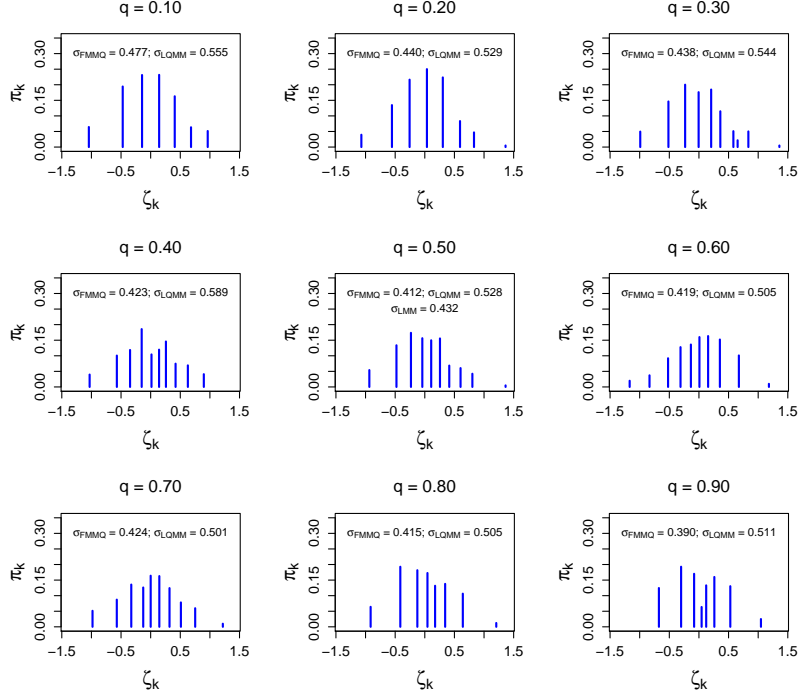 q = 0.10 q = 0.20 q = 0.30
σFMMQ = 0.477; σLQMM = 0.555 σFMMQ = 0.440; σLQMM = 0.529 σFMMQ = 0.438; σLQMM = 0.544
πk πk πk
0.00 0.15 0.30 0.00 0.15 0.30 0.00 0.15 0.30
−1.5 −0.5 0.5 1.5 −1.5 −0.5 0.5 1.5 −1.5 −0.5 0.5 1.5
ζk ζk ζk
q = 0.40 q = 0.50 q = 0.60
σFMMQ = 0.423; σLQMM = 0.589 σFMMQ = 0.412; σLQMM = 0.528 σFMMQ = 0.419; σLQMM = 0.505
σLMM = 0.432
πk πk πk
0.00 0.15 0.30 0.00 0.15 0.30 0.00 0.15 0.30
−1.5 −0.5 0.5 1.5 −1.5 −0.5 0.5 1.5 −1.5 −0.5 0.5 1.5
ζk ζk ζk
q = 0.70 q = 0.80 q = 0.90
σFMMQ = 0.424; σLQMM = 0.501 σFMMQ = 0.415; σLQMM = 0.505 σFMMQ = 0.390; σLQMM = 0.511
πk πk πk
0.00 0.15 0.30 0.00 0.15 0.30 0.00 0.15 0.30
−1.5 −0.5 0.5 1.5 −1.5 −0.5 0.5 1.5 −1.5 −0.5 0.5 1.5
ζk ζk ζk